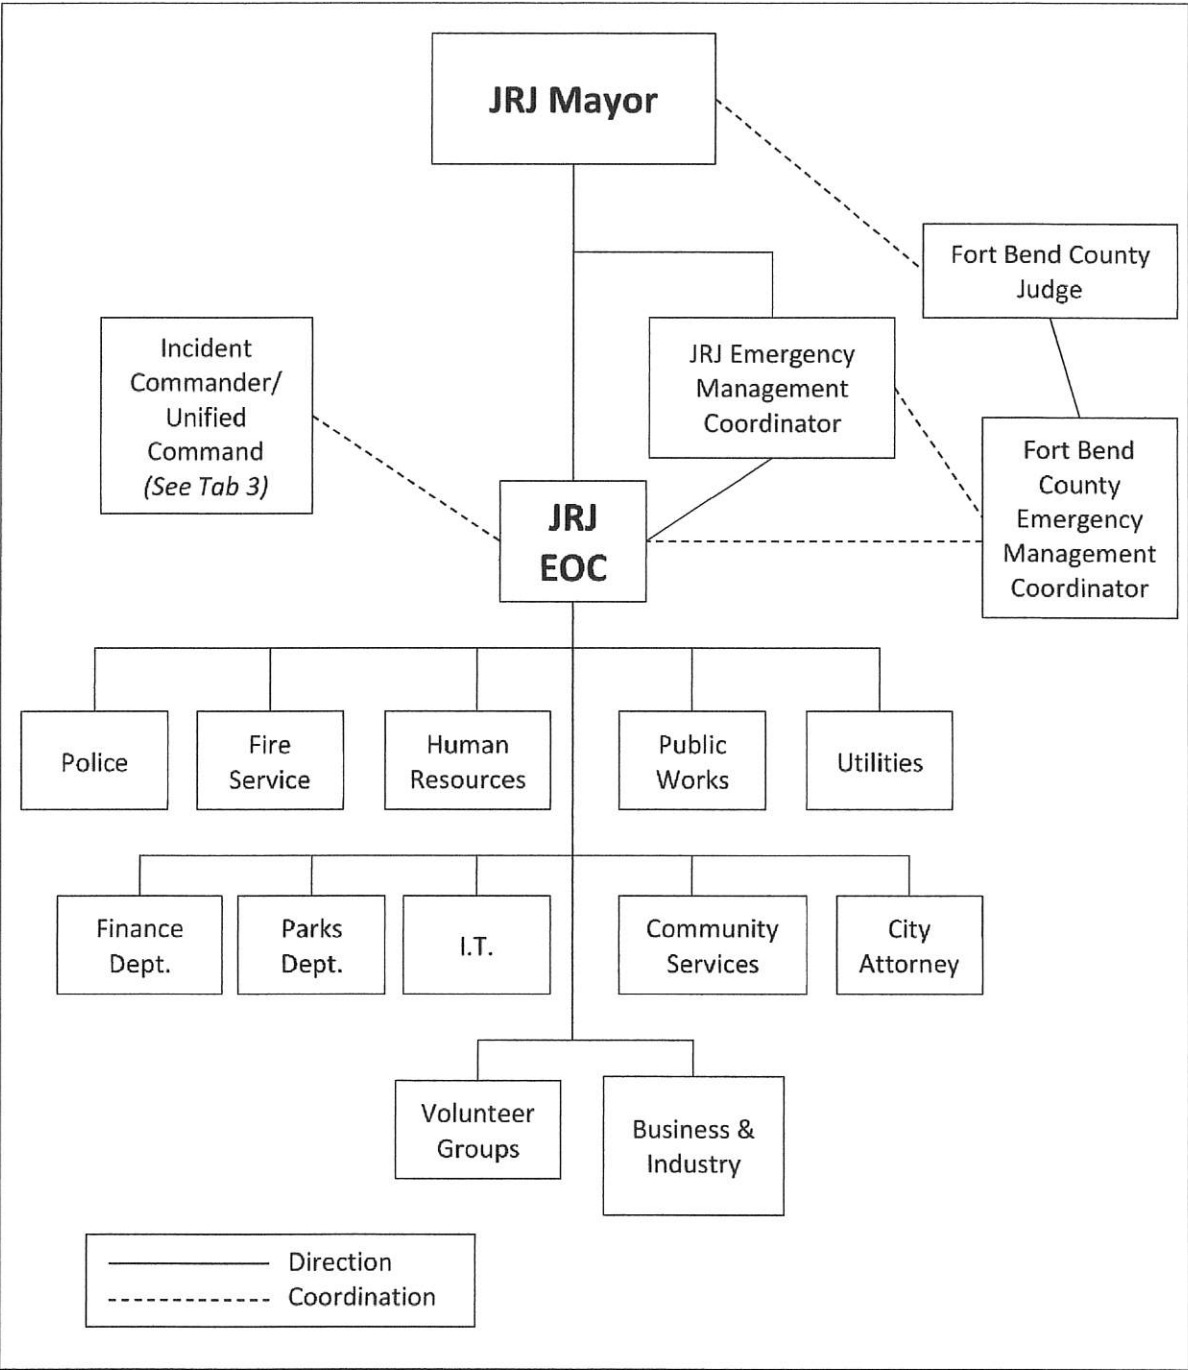 JRJ Mayor
Fort Bend County
Judge
Incident
Commander/
Unified
Command
(See Tab 3)
JRJ Emergency
Management
Coordinator
Fort Bend
County
Emergency
Management
Coordinator
JRJ
EOC
Police
Fire
Service
Human
Resources
Public
Works
Utilities
Finance
Dept.
Parks
Dept.
I.T.
Community
Services
City
Attorney
Volunteer
Groups
Business &
Industry
Direction
Coordination